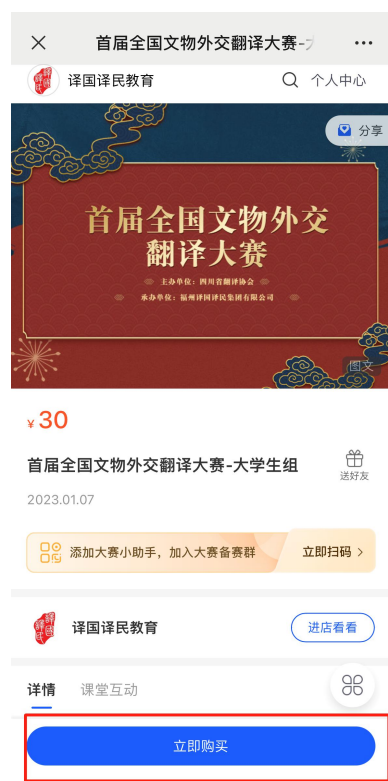 首届全国文物外交翻译大赛-
译国译民教育
个人中心
分享
首届全国文物外交
翻译大赛
主办单位：四川省翻译协会
承办单位：福州译国译民集团有限公司
图文
¥30
首届全国文物外交翻译大赛-大学生组
送好友
2023.01.07
添加大赛小助手，加入大赛备赛群
立即扫码 >
译国译民教育
进店看看
详情
课堂互动
立即购买